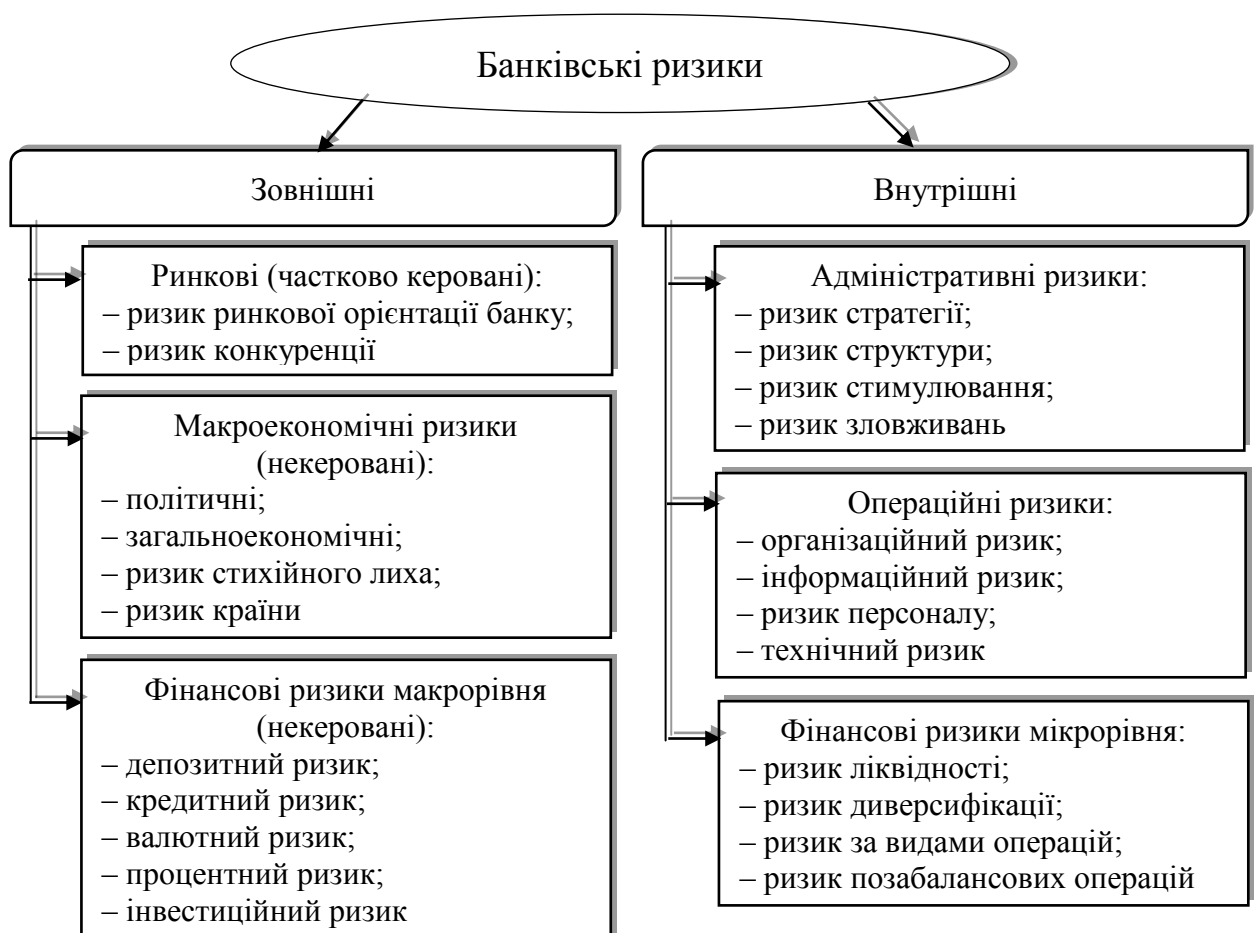 Банківські ризики
Зовнішні
Ринкові (частково керовані):
– ризик ринкової орієнтації банку;
– ризик конкуренції
Макроекономічні ризики
(некеровані):
– політичні;
– загальноекономічні;
– ризик стихійного лиха;
– ризик країни
Фінансові ризики макрорівня
(некеровані):
– депозитний ризик;
– кредитний ризик;
– валютний ризик;
– процентний ризик;
– інвестиційний ризик
Внутрішні
Адміністративні ризики:
– ризик стратегії;
– ризик структури;
– ризик стимулювання;
– ризик зловживань
Операційні ризики:
– організаційний ризик;
– інформаційний ризик;
– ризик персоналу;
– технічний ризик
Фінансові ризики мікрорівня:
– ризик ліквідності;
– ризик диверсифікації;
– ризик за видами операцій;
– ризик позабалансових операцій